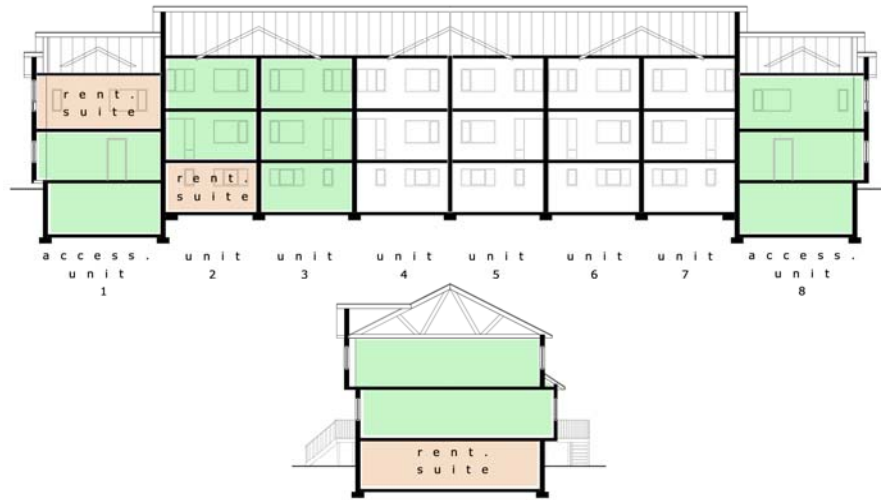 rent.
suite
rent.
suite
access.
unit
1
unit
2
unit
3
unit
4
unit
5
unit
6
unit
7
access.
unit
8
rent.
suite